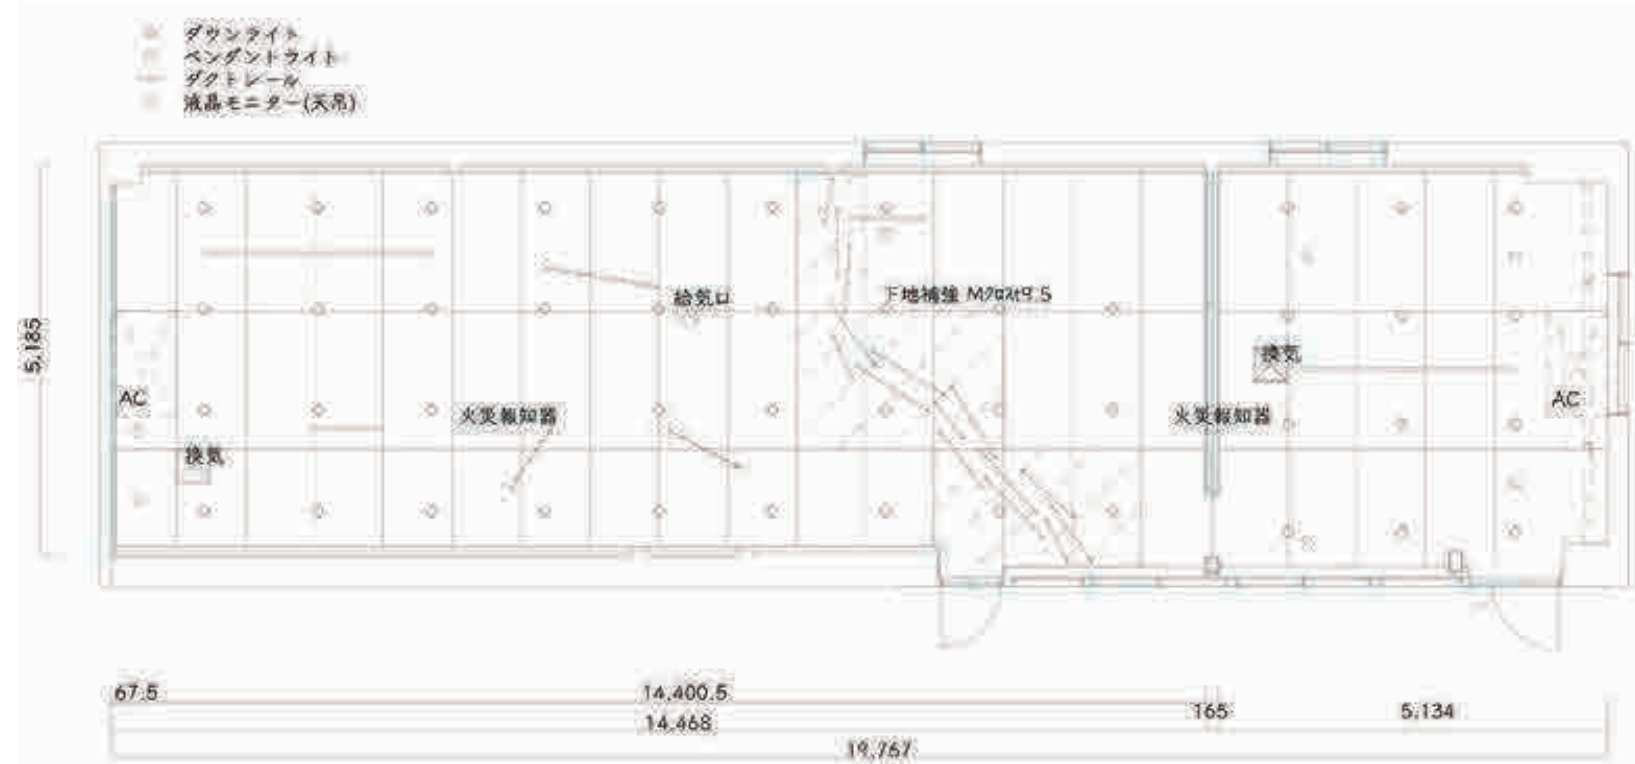 ダウンライト
ペンダントライト
ダクトレール
液晶モニター(天吊)
給気口
下地補強 Mクロスt9.5
換気
5.185
AC
AC
火災報知器
火災報知器
換気
67.5
14.400.5
165
5.134
14.468
19.767